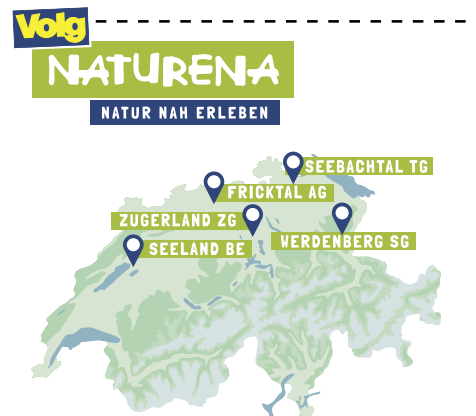 Volg
NATURENA
NATUR NAH ERLEBEN
SEEBACHTAL TG
FRICKTAL AG
ZUGERLAND ZG
WERDENBERG SG
SEELAND BE